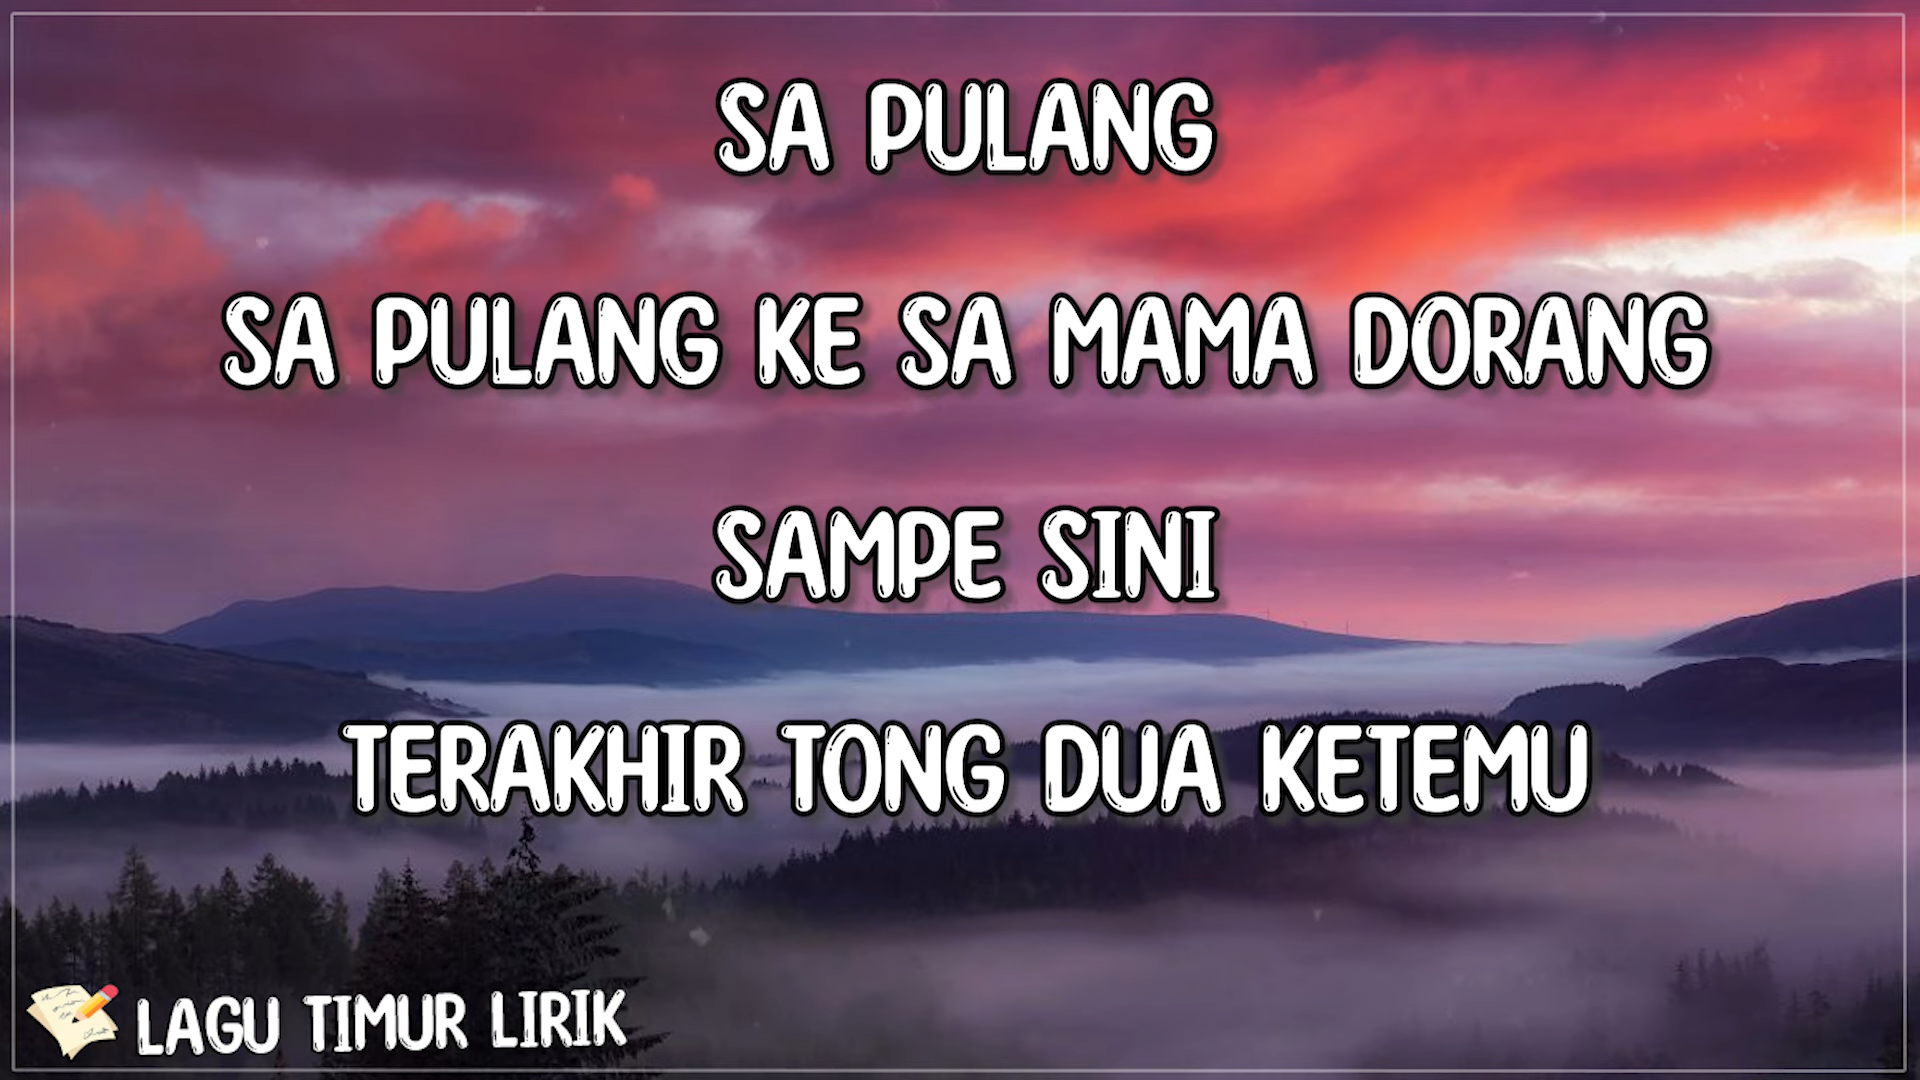 SA PULANG
SA PULANG KE SA MAMA DORANG
SAMPE SINI
TERAKHIR TONG DUA KETEMU
LAGU TIMUR LIRIK